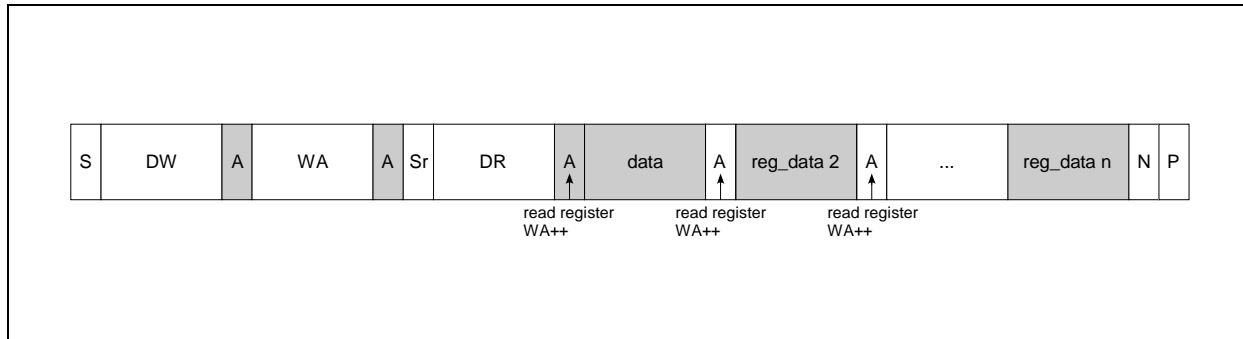 S DW A WA A Sr DR A data A reg_data 2 A ... reg_data n N P
read register read register read register
WA++ WA++ WA++